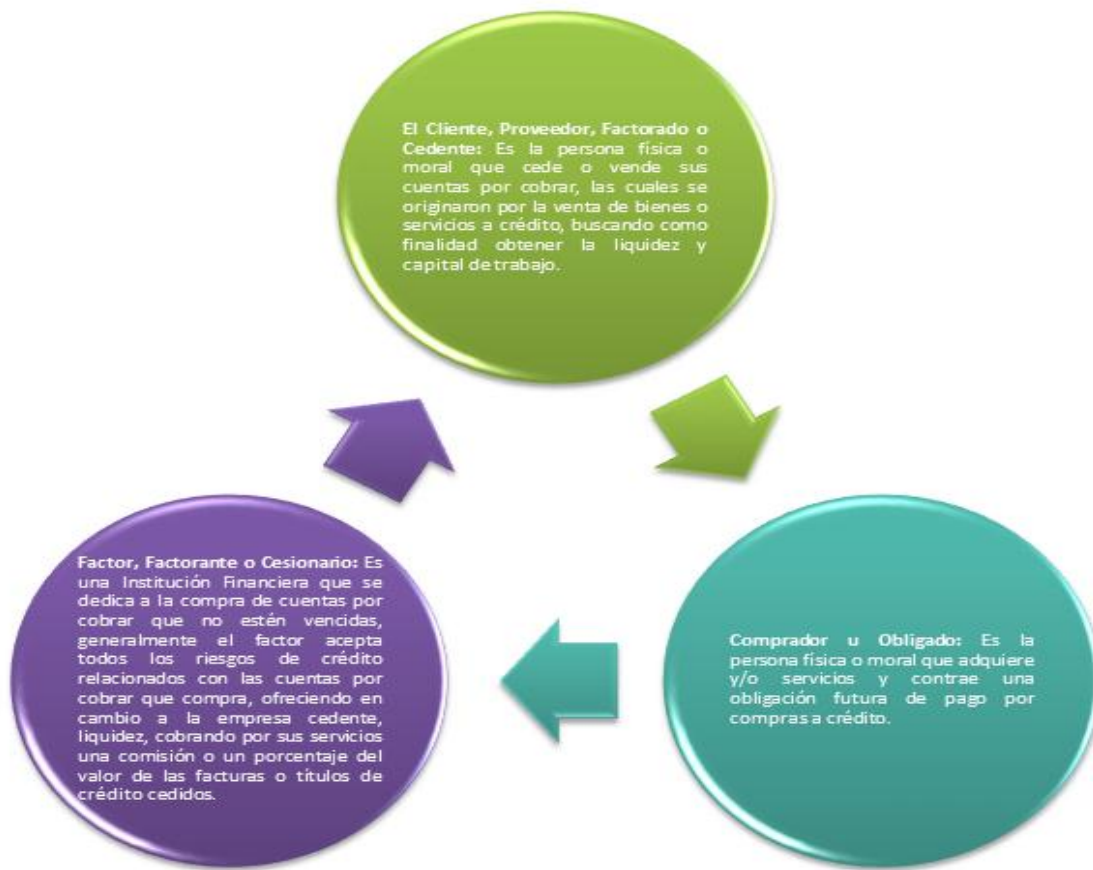 El Cliente, Proveedor, Factorado o
Cedente: Es la persona física o
moral que cede o vende sus
cuentas por cobrar, las cuales se
originaron por la venta de bienes o
servicios a crédito, buscando como
finalidad obtener la liquidez y
capital de trabajo.
Factor, Factorante o Cesionario: Es
una Institución Financiera que se
dedica a la compra de cuentas por
cobrar que no estén vencidas,
generalmente el factor acepta
todos los riesgos de crédito
relacionados con las cuentas por
cobrar que compra, ofreciendo en
cambio a la empresa cedente,
liquidez, cobrando por sus servicios
una comisión o un porcentaje del
valor de las facturas o títulos de
crédito cedidos.
Comprador u Obligado: Es la
persona física o moral que adquiere
y/o servicios y contrae una
obligación futura de pago por
compras a crédito.